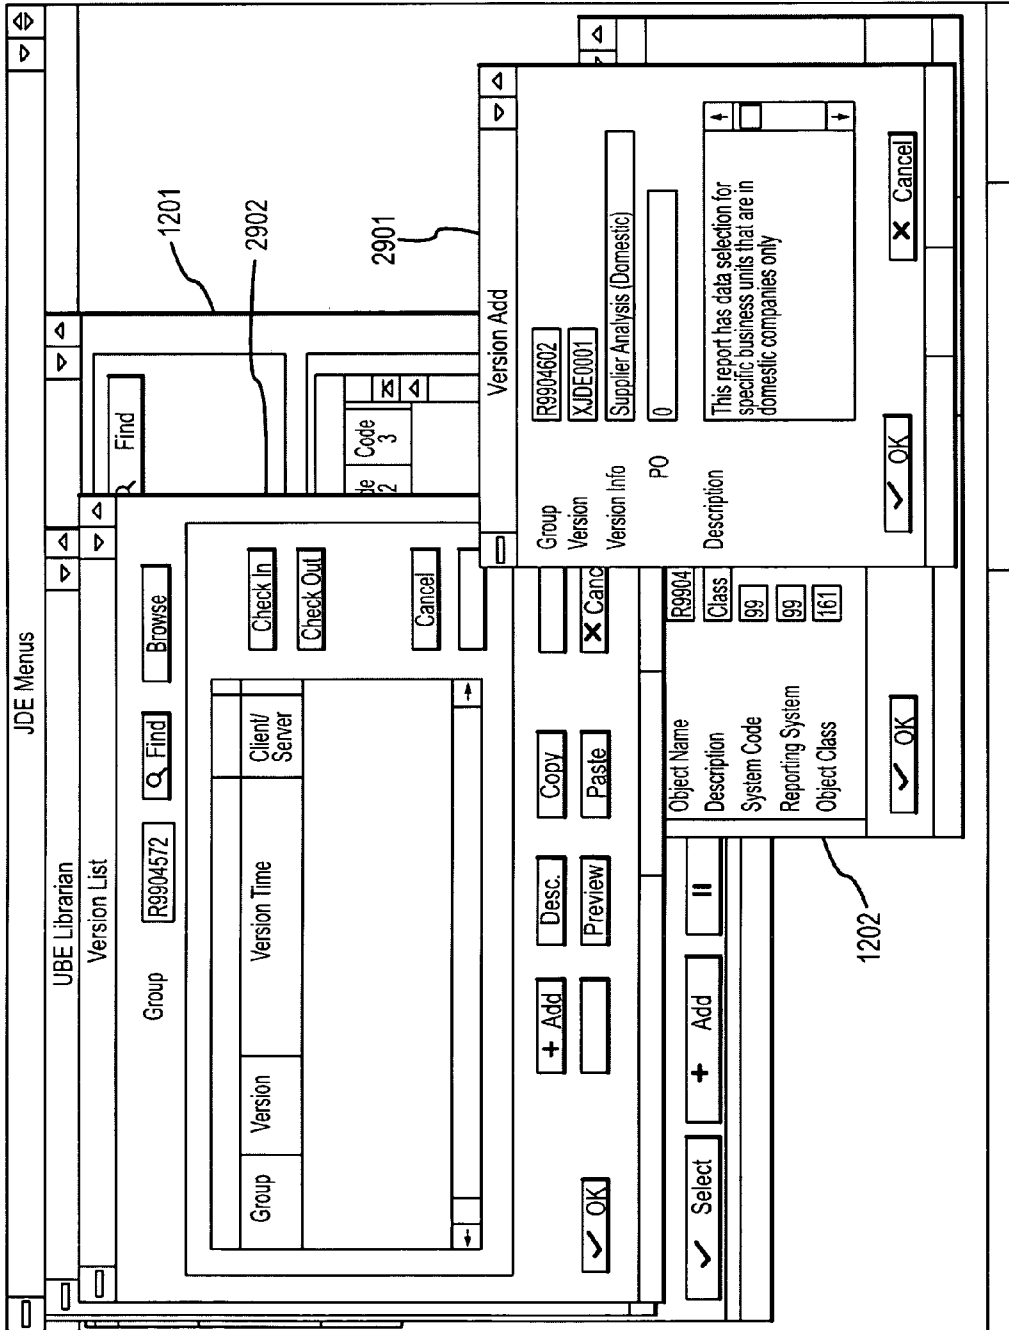 JDE Menus
UBE Librarian
Version List
Group R9904572 Find Browse
Group Version Version Time Client/
Server
Check In
Check Out
Cancel
+ Add Desc. Copy
Preview Paste X Canc
✓ OK
✓ Select + Add II
Find
de
2
Code
3
1201
2902
2901
Version Add
Group R9904602
Version XJDE0001
Version Info Supplier Analysis (Domestic)
PO 0
Description This report has data selection for
specific business units that are in
domestic companies only
✓ OK X Cancel
Object Name R9904
Description Class
System Code 99
Reporting System 99
Object Class 161
✓ OK
1202